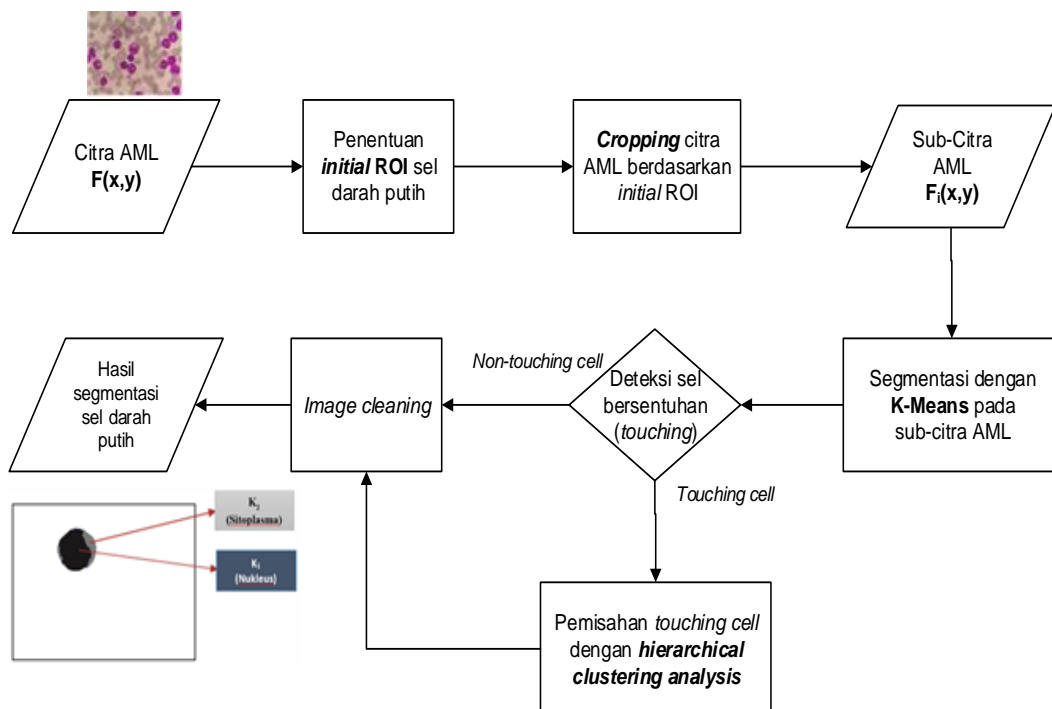 Citra AML
F(x,y)
Penentuan
initial ROI sel
darah putih
Cropping citra
AML berdasarkan
initial ROI
Sub-Citra
AML
Fi(x,y)
Segmentasi dengan
K-Means pada
sub-citra AML
Deteksi sel
bersentuhan
(touching)
Non-touching cell
Touching cell
Pemisahan touching cell
dengan hierarchical
clustering analysis
Image cleaning
Hasil
segmentasi
sel darah
putih
K2
(Sitoplasma)
K1
(Nukleus)